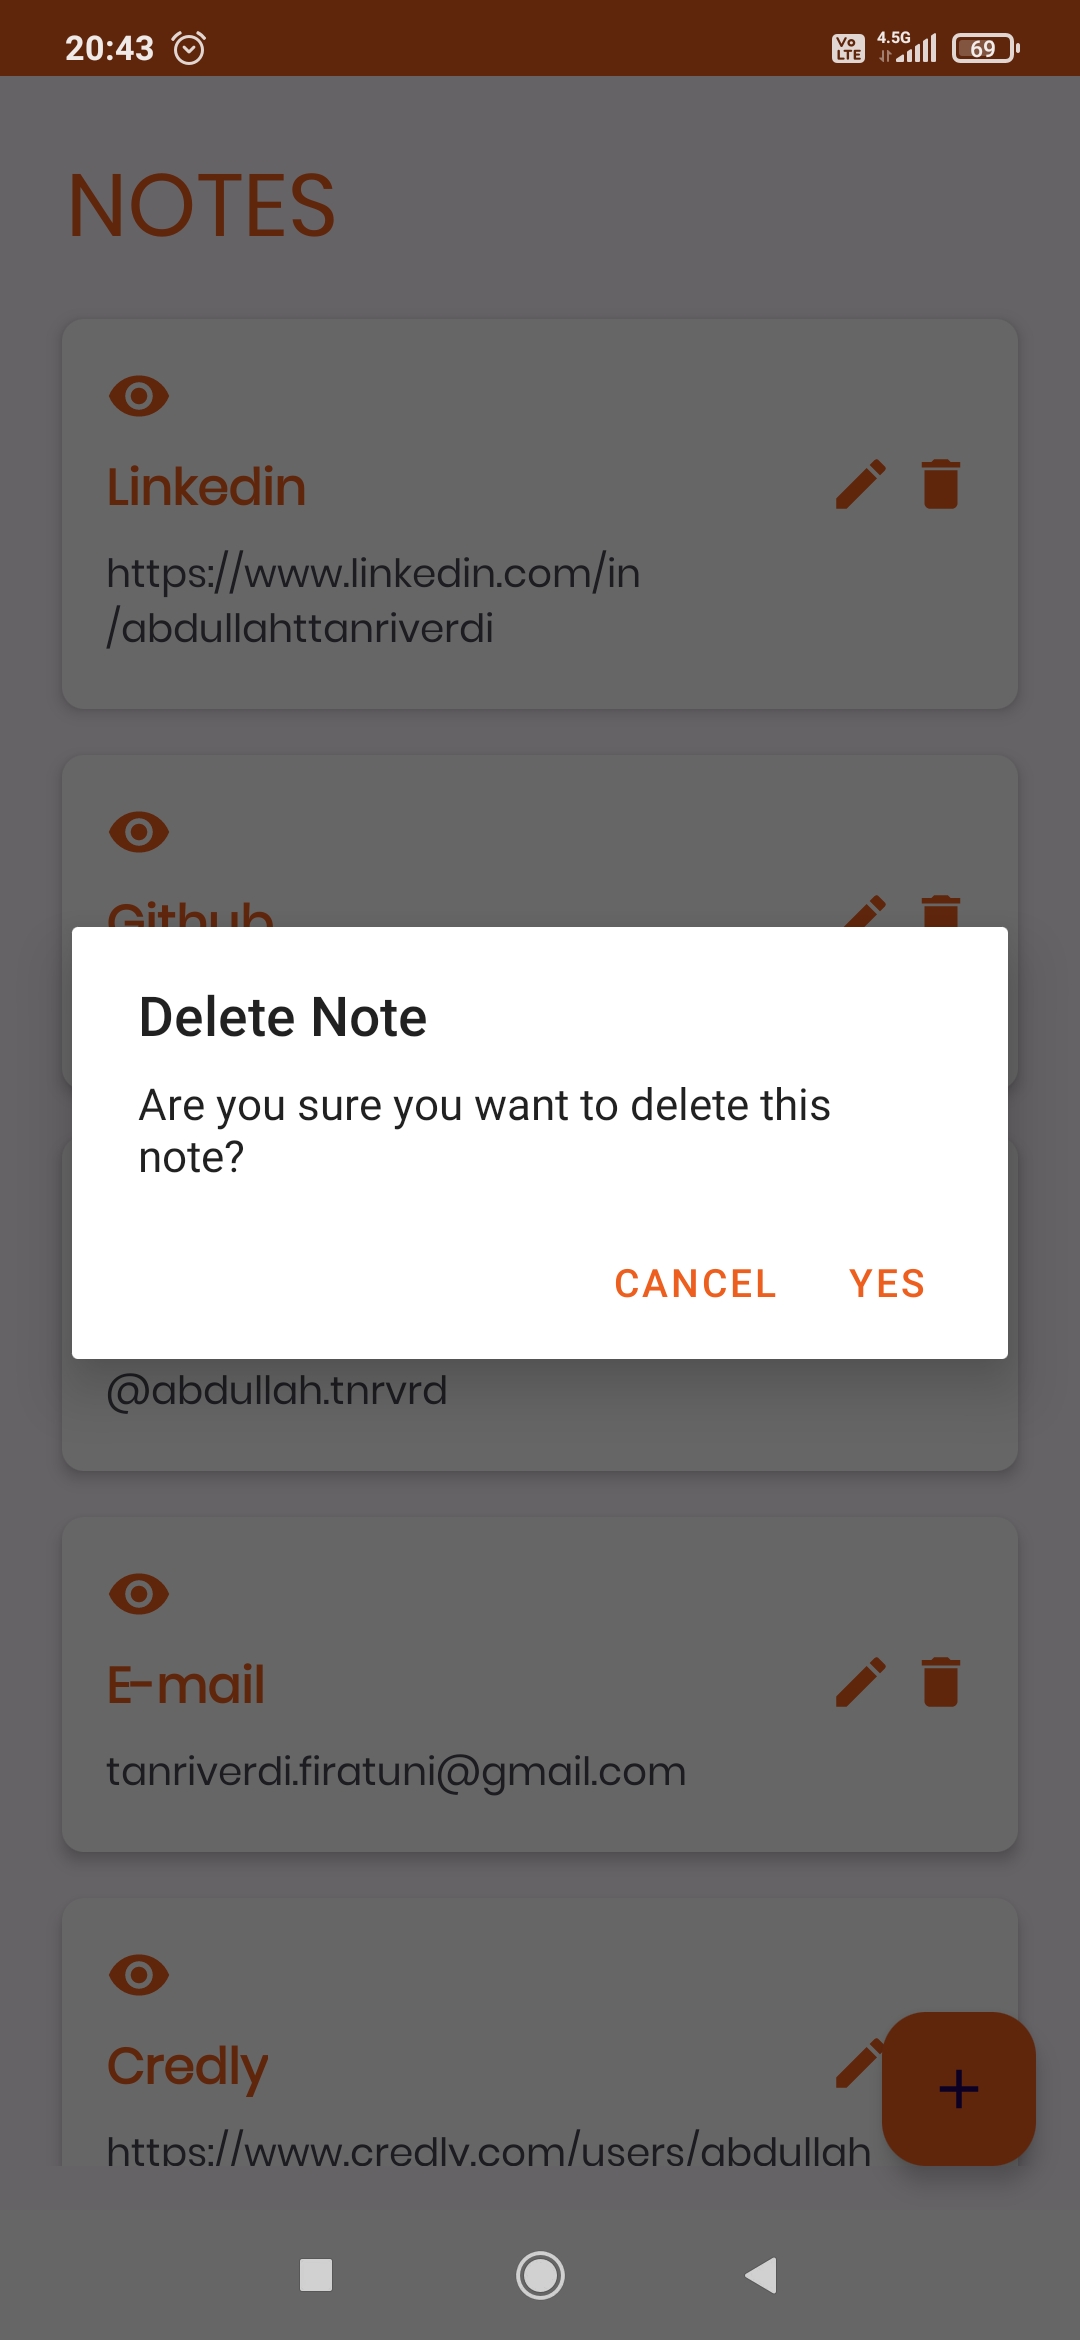 20:43
Vo LTE
4.5G
69
NOTES
Linkedin
https://www.linkedin.com/in
/abdullahttanriverdi
Github
Delete Note
Are you sure you want to delete this
note?
CANCEL YES
@abdullah.tnrvrd
E-mail
tanriverdi.firatuni@gmail.com
Credly
https://www.credly.com/users/abdullah